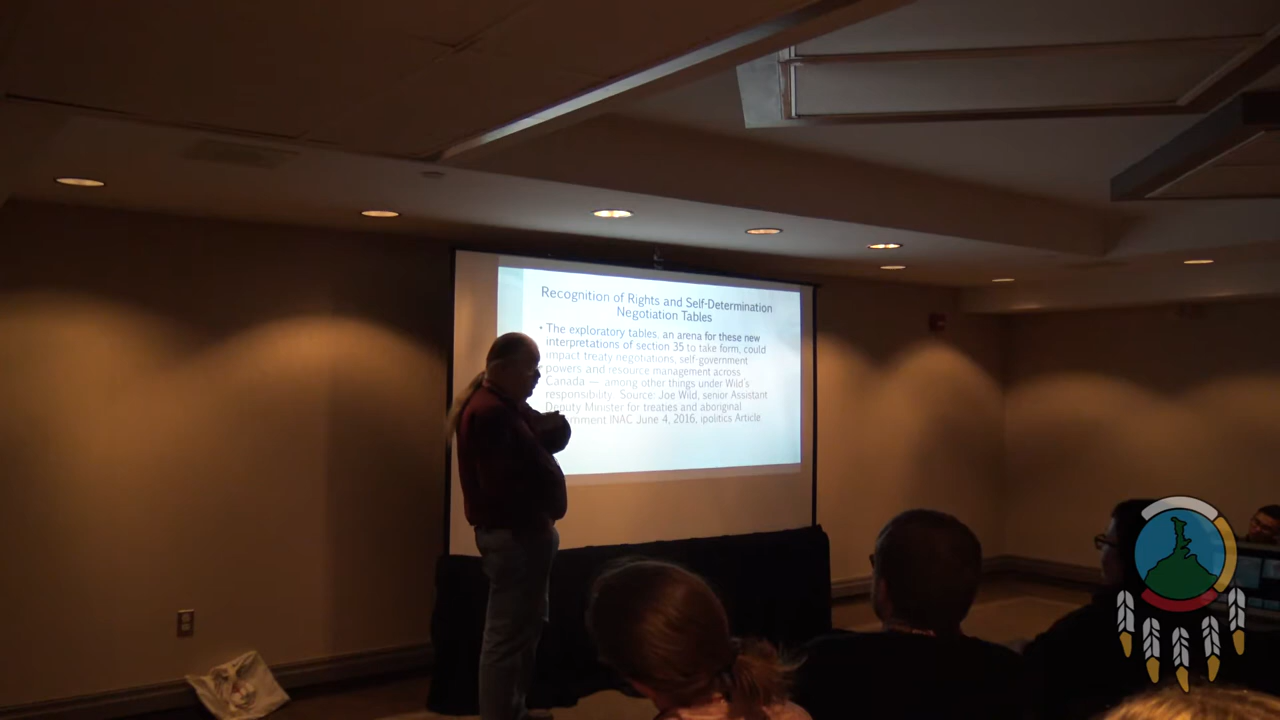 Recognition of Rights and Self-Determination
Negotiation Tables
• The exploratory tables, an arena for these new
interpretations of section 35 to take form, could
impact treaty negotiations, self-government
powers and resource management across
Canada — among other things under Wild's
responsibility. Source: Joe Wild, senior Assistant
Deputy Minister for treaties and aboriginal
INAC June 4, 2016, ipolitics Article